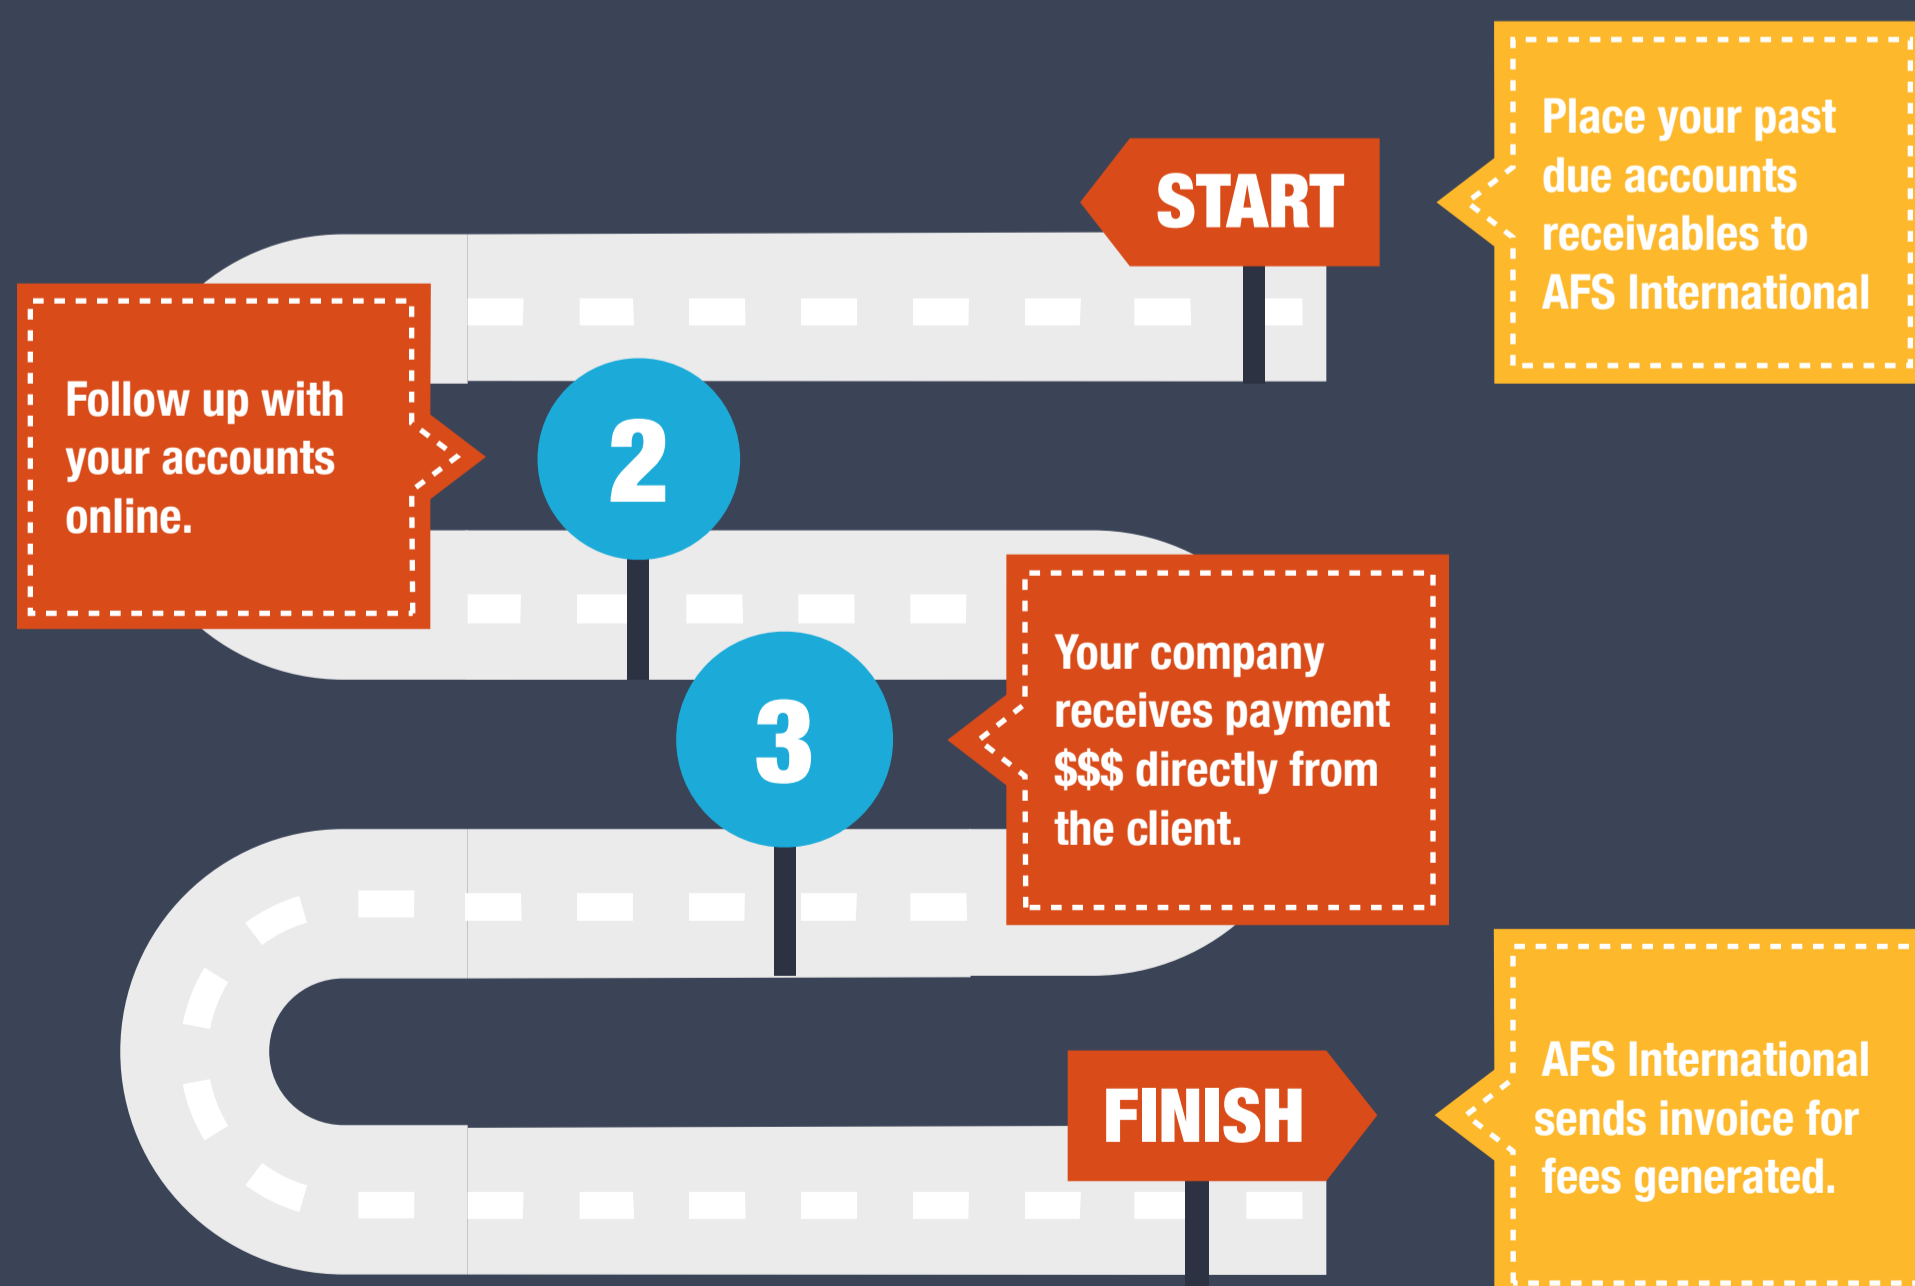 START
Place your past
due accounts
receivables to
AFS International
Follow up with
your accounts
online.
2
3
Your company
receives payment
$$$ directly from
the client.
FINISH
AFS International
sends invoice for
fees generated.